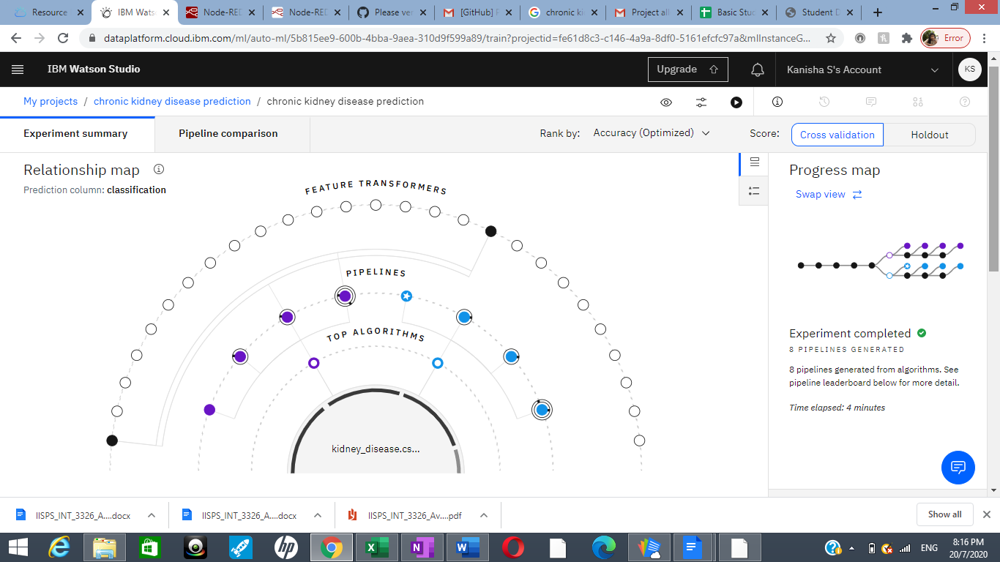 Resource
IBM Wats
Node-RED
Node-RED
Please ver
[GitHub] P
chronic ki
Project all
Basic Stu
Student D
dataplatform.cloud.ibm.com/ml/auto-ml/5b815ee9-600b-4bba-9aea-310d9f599a89/train?projectid=fe61d8c3-c146-4a9a-8df0-5161efcfc97a&mlInstanceG...
Error
IBM Watson Studio
Upgrade
Kanisha S's Account
KS
My projects / chronic kidney disease prediction / chronic kidney disease prediction
Experiment summary
Pipeline comparison
Rank by: Accuracy (Optimized)
Score: Cross validation Holdout
Relationship map
Prediction column: classification
FEATURE TRANSFORMERS
PIPELINES
TOP ALGORITHMS
kidney_disease.cs...
Progress map
Swap view
Experiment completed
8 PIPELINES GENERATED
8 pipelines generated from algorithms. See
pipeline leaderboard below for more detail.
Time elapsed: 4 minutes
IISPS_INT_3326_A....docx
IISPS_INT_3326_A....docx
IISPS_INT_3326_Av....pdf
Show all
ENG
8:16 PM
20/7/2020